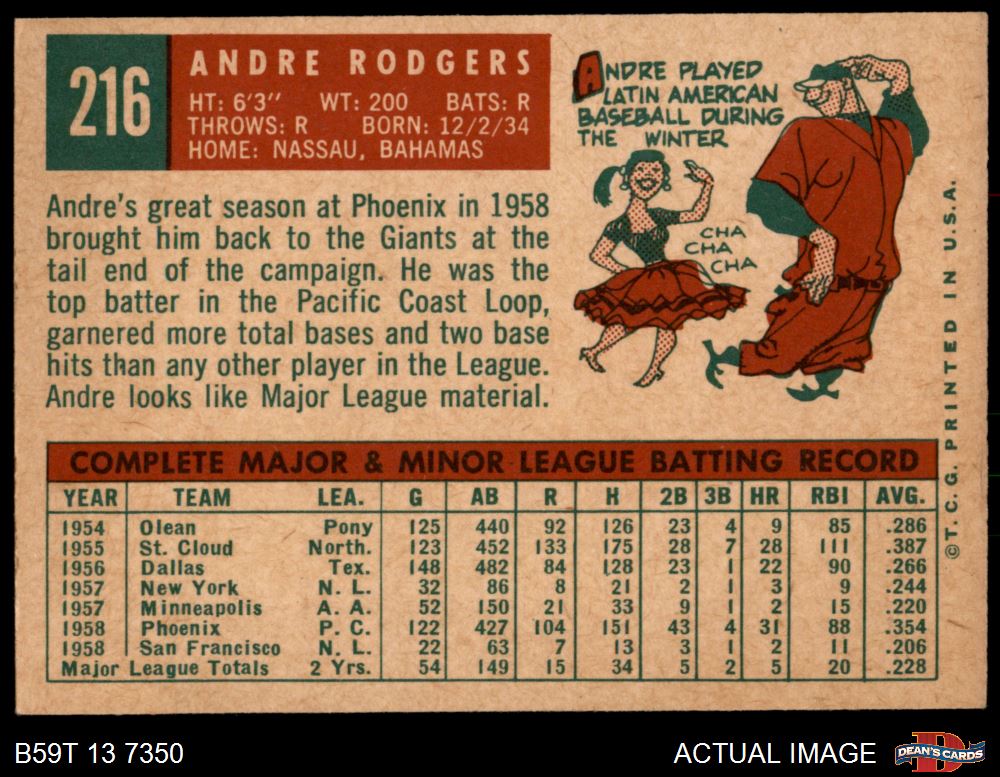 216
ANDRE RODGERS
HT: 6'3" WT: 200 BATS: R
THROWS: R BORN: 12/2/34
HOME: NASSAU, BAHAMAS
ANDRE PLAYED
LATIN AMERICAN
BASEBALL DURING
THE WINTER
CHA
CHA
CHA
Andre's great season at Phoenix in 1958
brought him back to the Giants at the
tail end of the campaign. He was the
top batter in the Pacific Coast Loop,
garnered more total bases and two base
hits than any other player in the League.
Andre looks like Major League material.
COMPLETE MAJOR & MINOR LEAGUE BATTING RECORD
YEAR TEAM LEA. G AB R H 2B 3B HR RBI AVG.
1954 Olean Pony 125 440 92 126 23 4 9 85 .286
1955 St. Cloud North. 123 452 133 175 28 7 28 111 .387
1956 Dallas Tex. 148 482 84 128 23 1 22 90 .266
1957 New York N. L. 32 86 8 21 2 1 3 9 .244
1957 Minneapolis A. A. 52 150 21 33 9 1 2 15 .220
1958 Phoenix P. C. 122 427 104 151 43 4 31 88 .354
1958 San Francisco N. L. 22 63 7 13 3 1 2 11 .206
Major League Totals 2 Yrs. 54 149 15 34 5 2 5 20 .228
©T. C. G. PRINTED IN U.S.A.
B59T 13 7350
ACTUAL IMAGE
D
DEAN'S CARDS